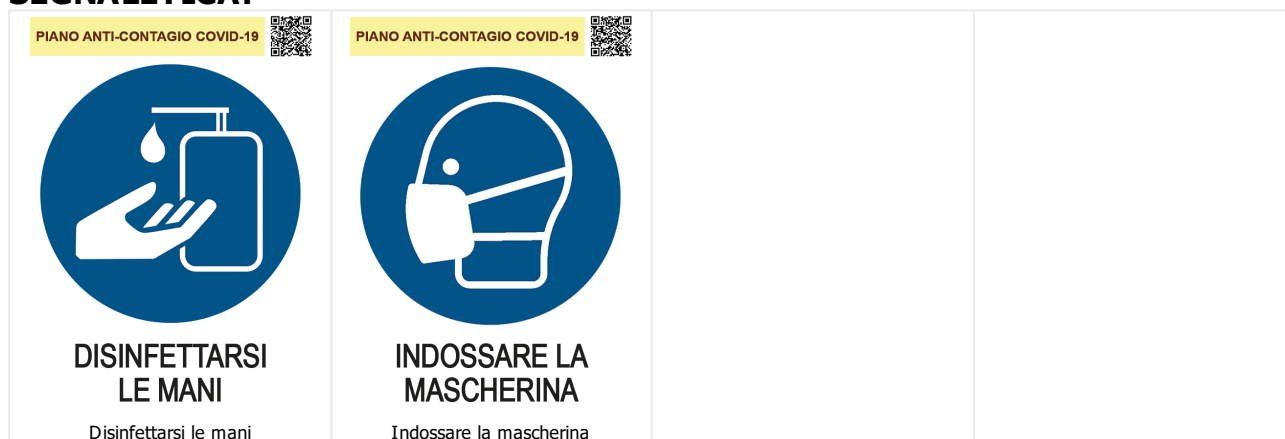 PIANO ANTI-CONTAGIO COVID-19
DISINFETTARSI
LE MANI
Disinfettarsi le mani
PIANO ANTI-CONTAGIO COVID-19
INDOSSARE LA
MASCHERINA
Indossare la mascherina